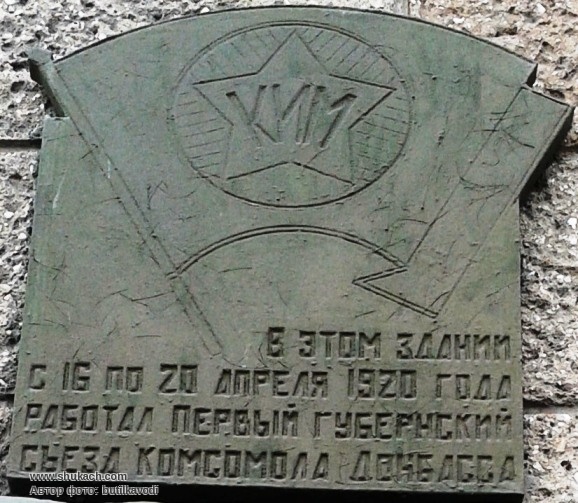 КИМ
В ЭТОМ ЗДАНИИ
С 16 ПО 20 АПРЕЛЯ 1920 ГОДА
РАБОТАЛ ПЕРВЫЙ ГУБЕРНСКИЙ
СЪЕЗД КОМСОМОЛА ДОНБАССА
www.shukach.com
Автор фото: butilkavodi